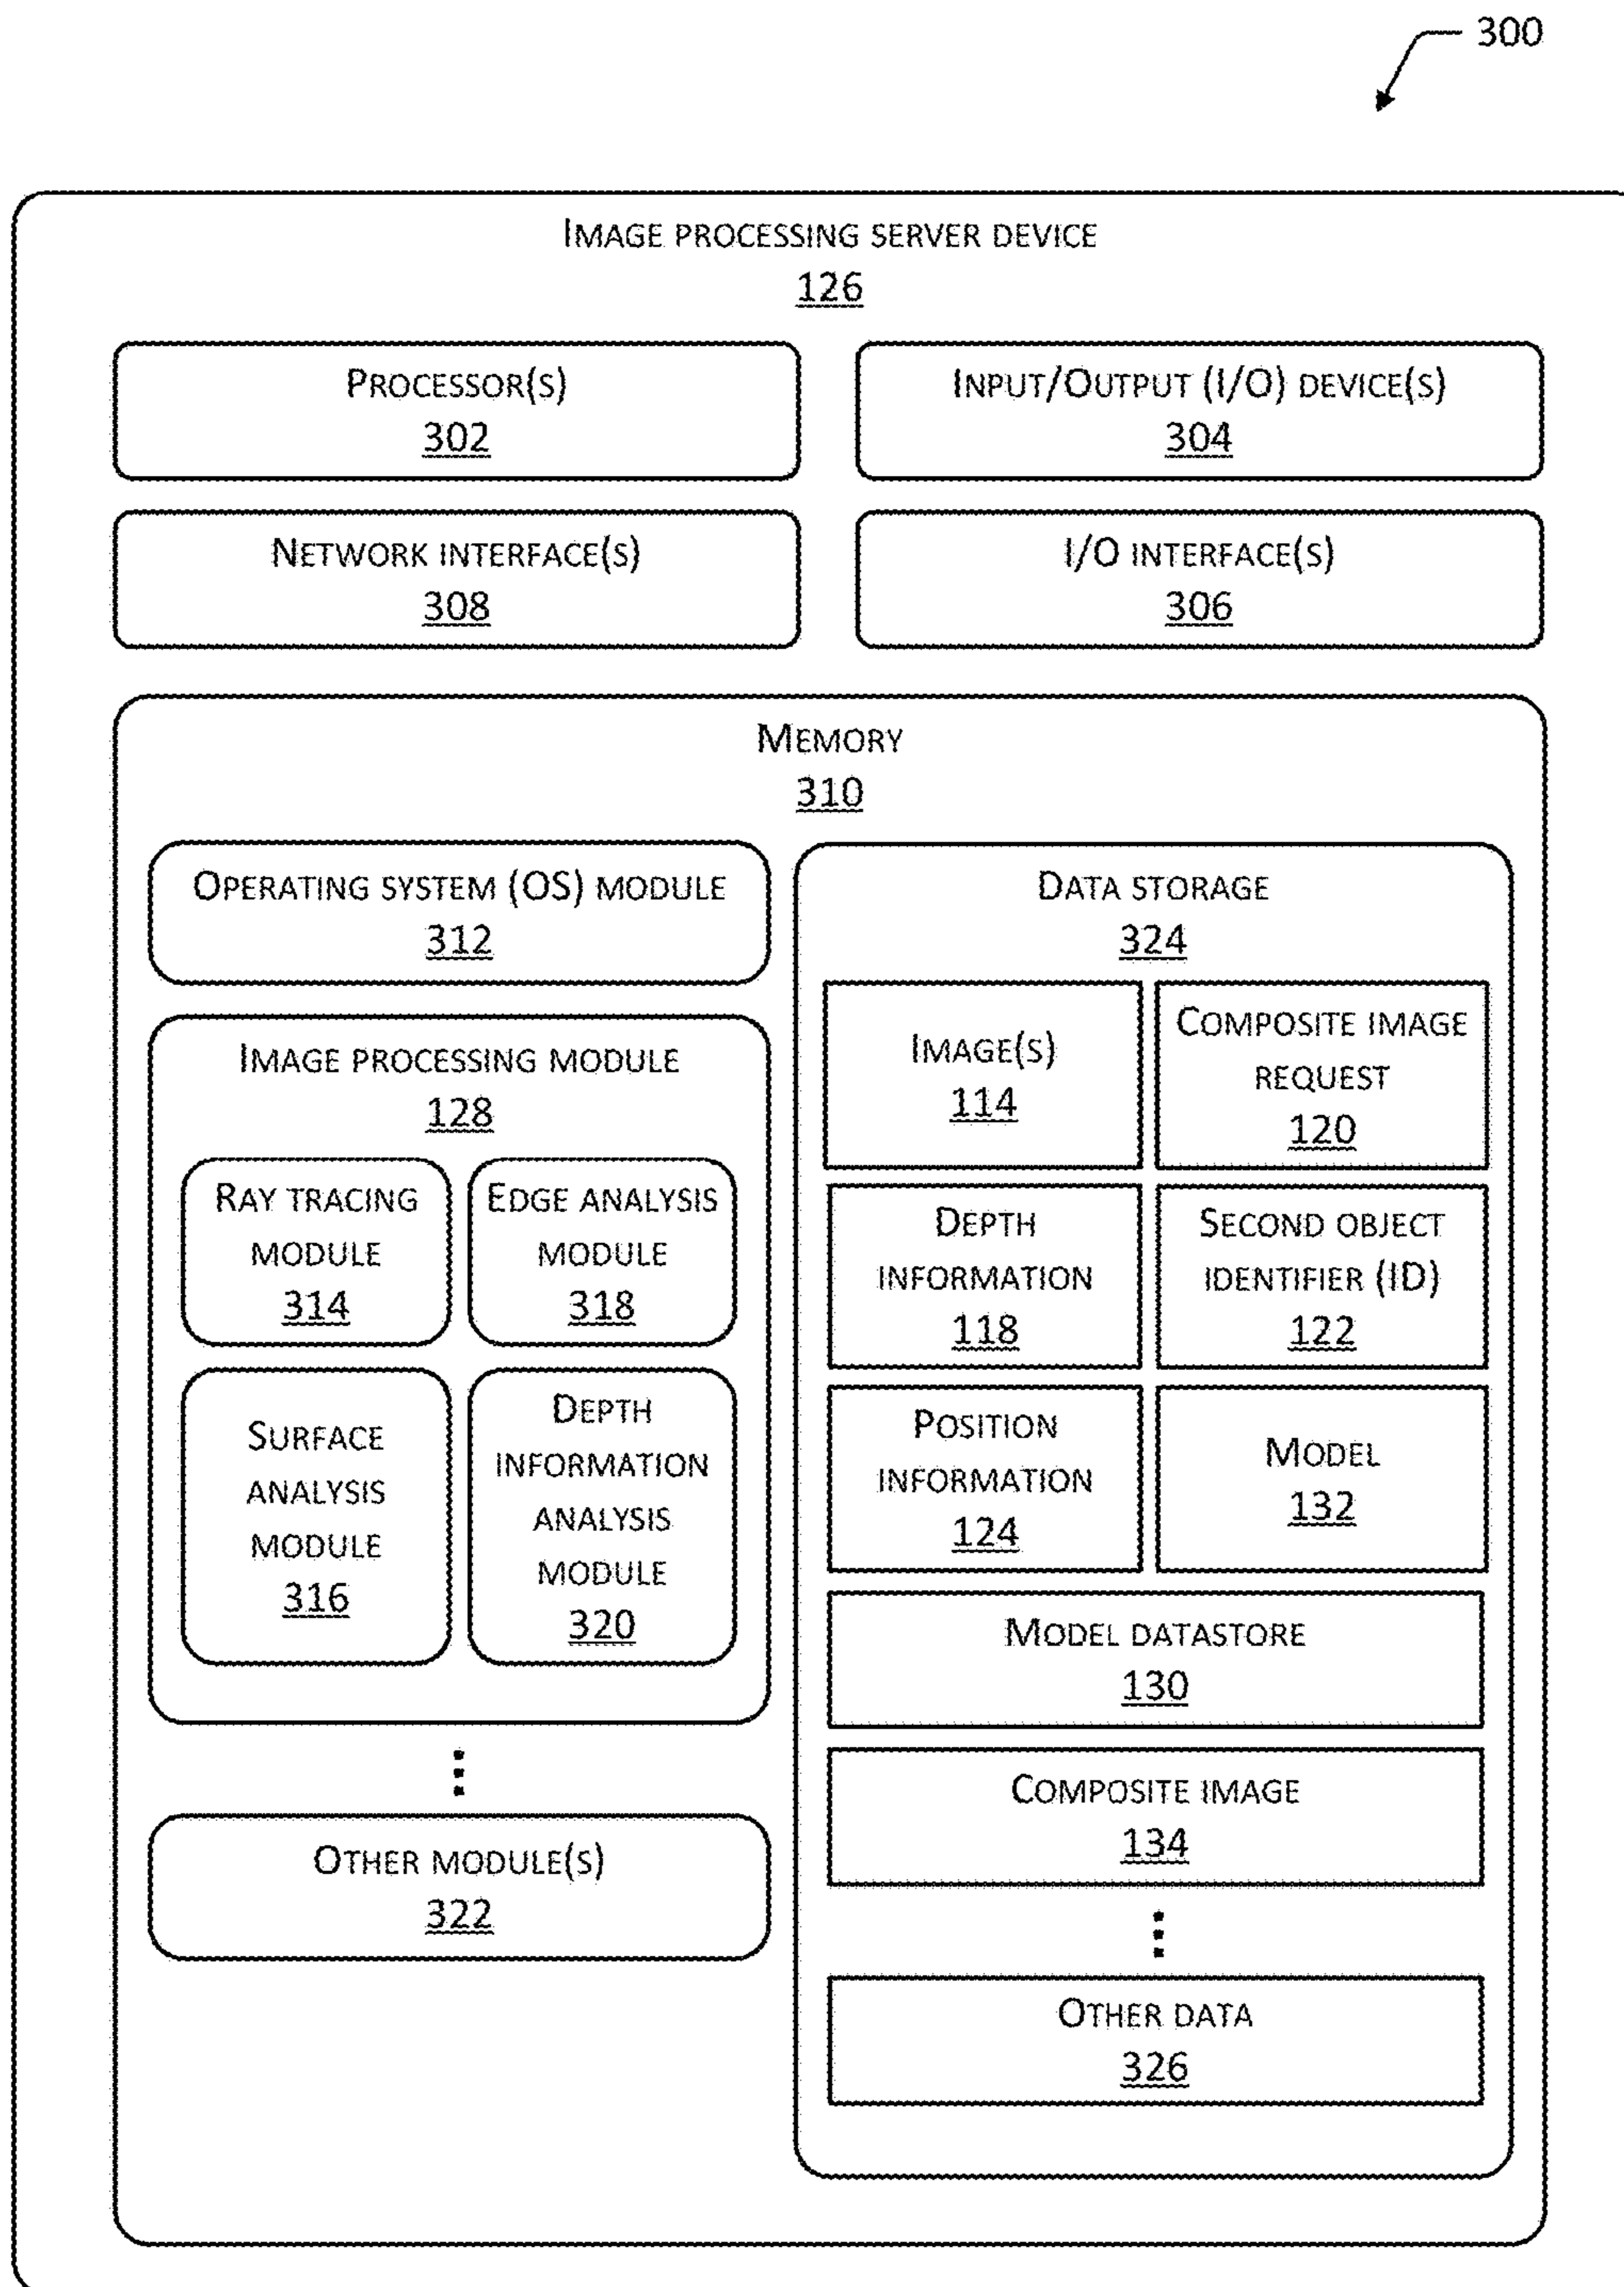 300
Image processing server device
126
Processor(s)
302
Input/Output (I/O) device(s)
304
Network interface(s)
308
I/O interface(s)
306
Memory
310
Operating system (OS) module
312
Image processing module
128
Ray tracing
module
314
Edge analysis
module
318
Surface
analysis
module
316
Depth
information
analysis
module
320
Other module(s)
322
Data storage
324
Image(s)
114
Composite image
request
120
Depth
information
118
Second object
identifier (ID)
122
Position
information
124
Model
132
Model datastore
130
Composite image
134
Other data
326